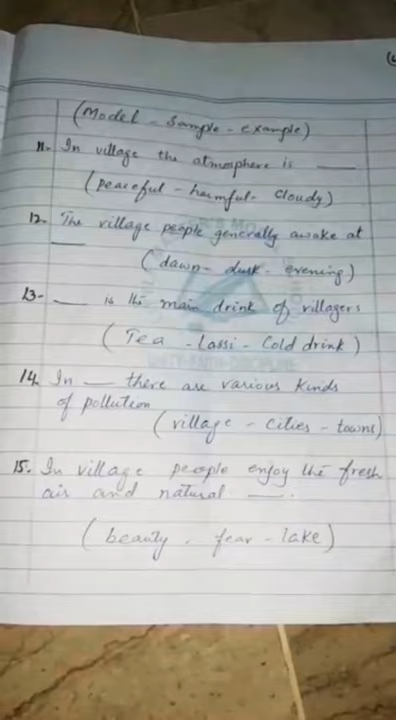 (Model - Sample - example)
11. In village the atmosphere is ____
(peaceful - harmful - cloudy)
12. The village people generally awake at
____
(dawn - dusk - evening)
13- ____ is the main drink of villagers
(Tea - Lassi - Cold drink)
14. In ___ there are various kinds
of pollution
(village - cities - towns)
15. In village people enjoy the fresh
air and natural ____.
(beauty - fear - lake)